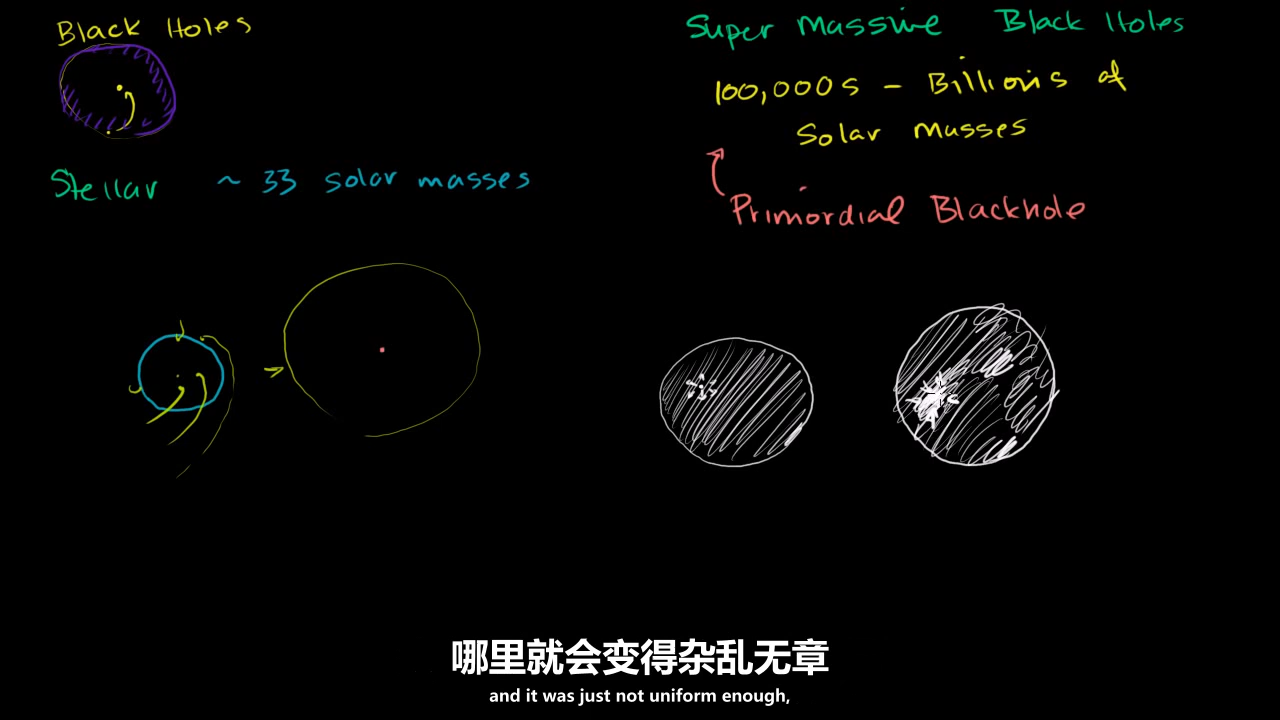 Black Holes
Stellar ~ 33 solar masses
Super Massive Black Holes
100,000s - Billions of
Solar Masses
Primordial Blackhole
哪里就会变得杂乱无章
and it was just not uniform enough,